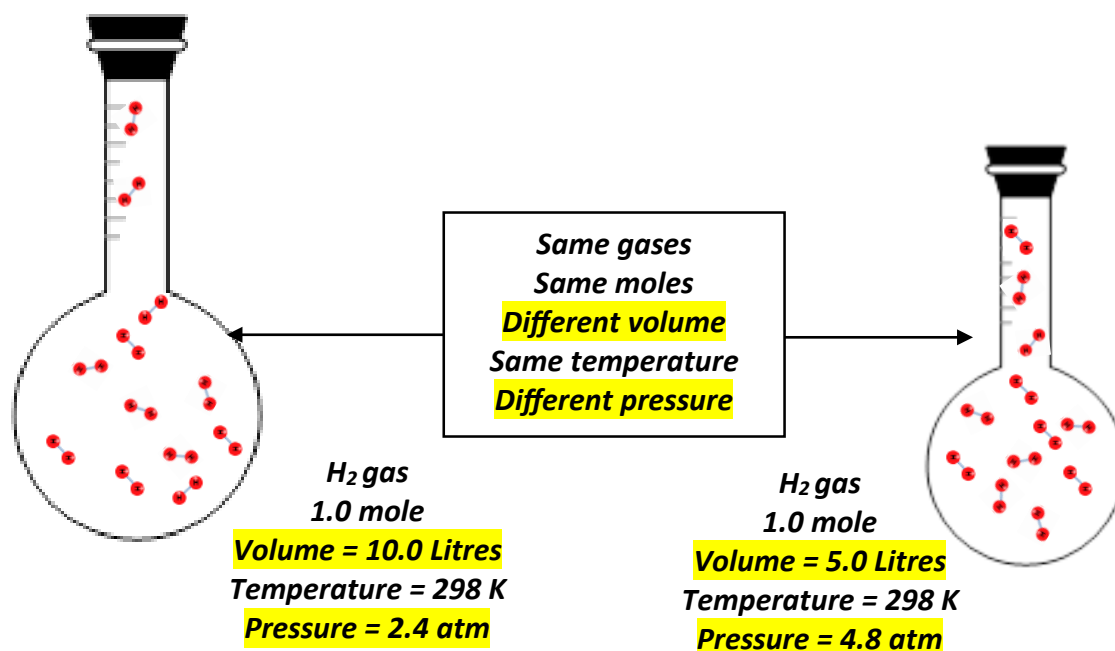 Same gases
Same moles
Different volume
Same temperature
Different pressure
H₂ gas
1.0 mole
Volume = 10.0 Litres
Temperature = 298 K
Pressure = 2.4 atm
H₂ gas
1.0 mole
Volume = 5.0 Litres
Temperature = 298 K
Pressure = 4.8 atm